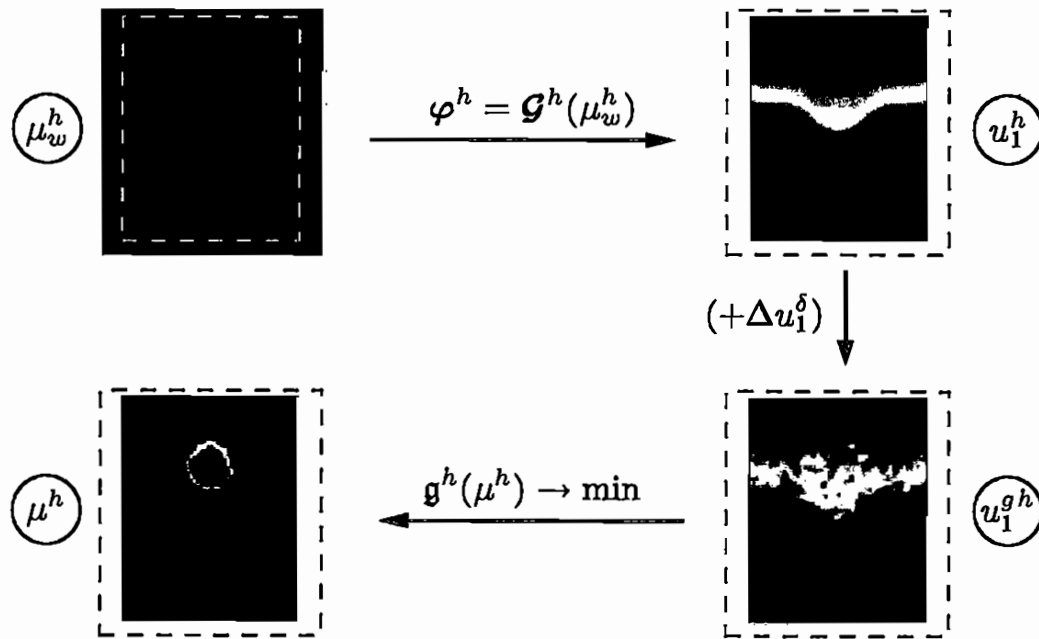 μ_w^h
φ^h = 𝓖^h(μ_w^h)
u_1^h
(+Δu_1^δ)
μ^h
𝔤^h(μ^h) → min
u_1^{gh}